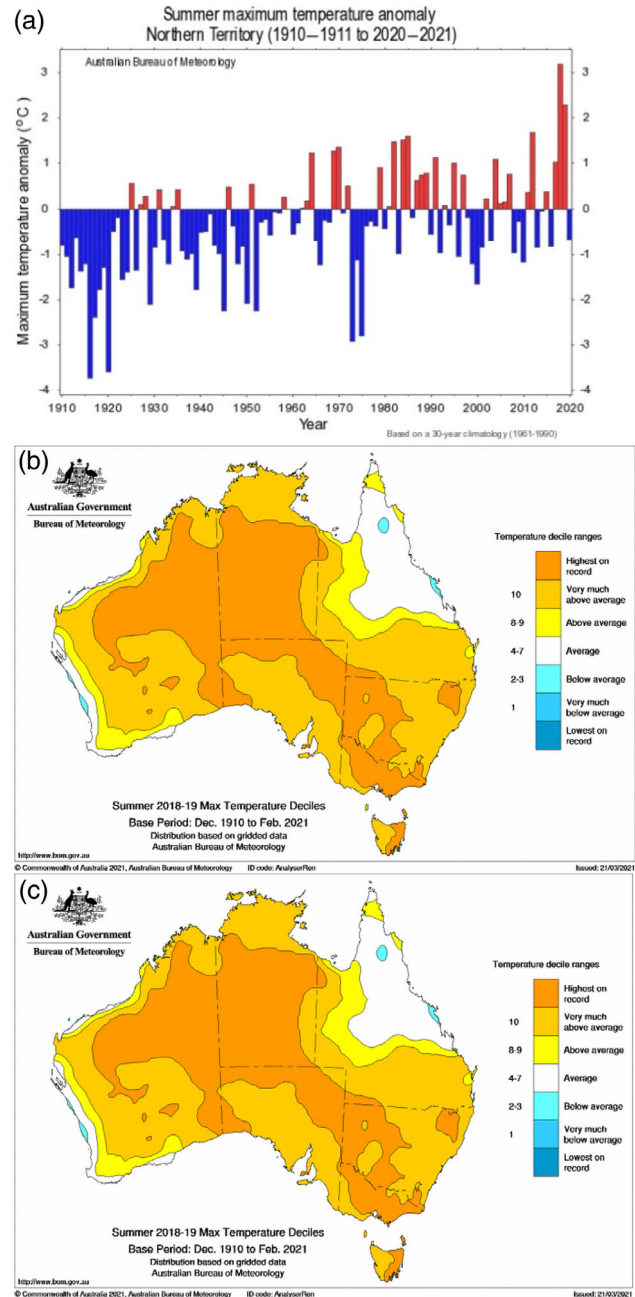 (a)
Summer maximum temperature anomaly
Northern Territory (1910—1911 to 2020—2021)
Australian Bureau of Meteorology
Maximum temperature anomaly (°C)
3
2
1
0
-1
-2
-3
-4
3
2
1
0
-1
-2
-3
-4
1910 1920 1930 1940 1950 1960 1970 1980 1990 2000 2010 2020
Year
Based on a 30-year climatology (1961-1990)
(b)
Australian Government
Bureau of Meteorology
Temperature decile ranges
Highest on
record
10 Very much
above average
8-9 Above average
4-7 Average
2-3 Below average
1 Very much
below average
Lowest on
record
Summer 2018-19 Max Temperature Deciles
Base Period: Dec. 1910 to Feb. 2021
Distribution based on gridded data
Australian Bureau of Meteorology
http://www.bom.gov.au
© Commonwealth of Australia 2021, Australian Bureau of Meteorology ID code: AnalyserRen Issued: 21/03/2021
(c)
Australian Government
Bureau of Meteorology
Temperature decile ranges
Highest on
record
10 Very much
above average
8-9 Above average
4-7 Average
2-3 Below average
1 Very much
below average
Lowest on
record
Summer 2018-19 Max Temperature Deciles
Base Period: Dec. 1910 to Feb. 2021
Distribution based on gridded data
Australian Bureau of Meteorology
http://www.bom.gov.au
© Commonwealth of Australia 2021, Australian Bureau of Meteorology ID code: AnalyserRen Issued: 21/03/2021